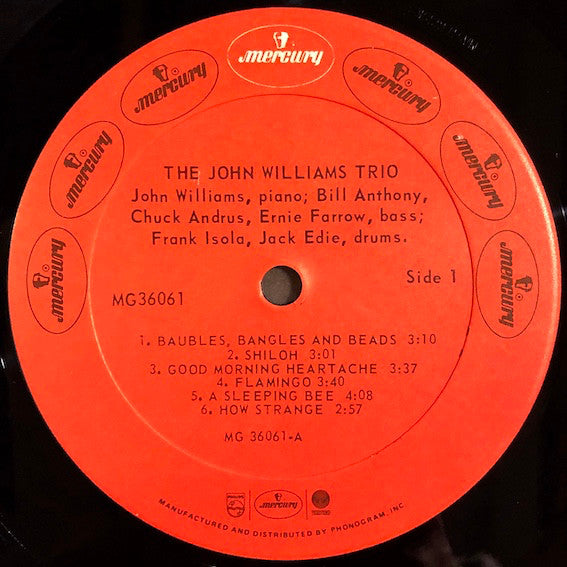 mercury
mercury
mercury
mercury
mercury
mercury
mercury
THE JOHN WILLIAMS TRIO
John Williams, piano; Bill Anthony,
Chuck Andrus, Ernie Farrow, bass;
Frank Isola, Jack Edie, drums.
Side 1
MG36061
1. BAUBLES, BANGLES AND BEADS 3:10
2. SHILOH 3:01
3. GOOD MORNING HEARTACHE 3:37
4. FLAMINGO 3:40
5. A SLEEPING BEE 4:08
6. HOW STRANGE 2:57
MG 36061-A
mercury
MANUFACTURED AND DISTRIBUTED BY PHONOGRAM, INC.